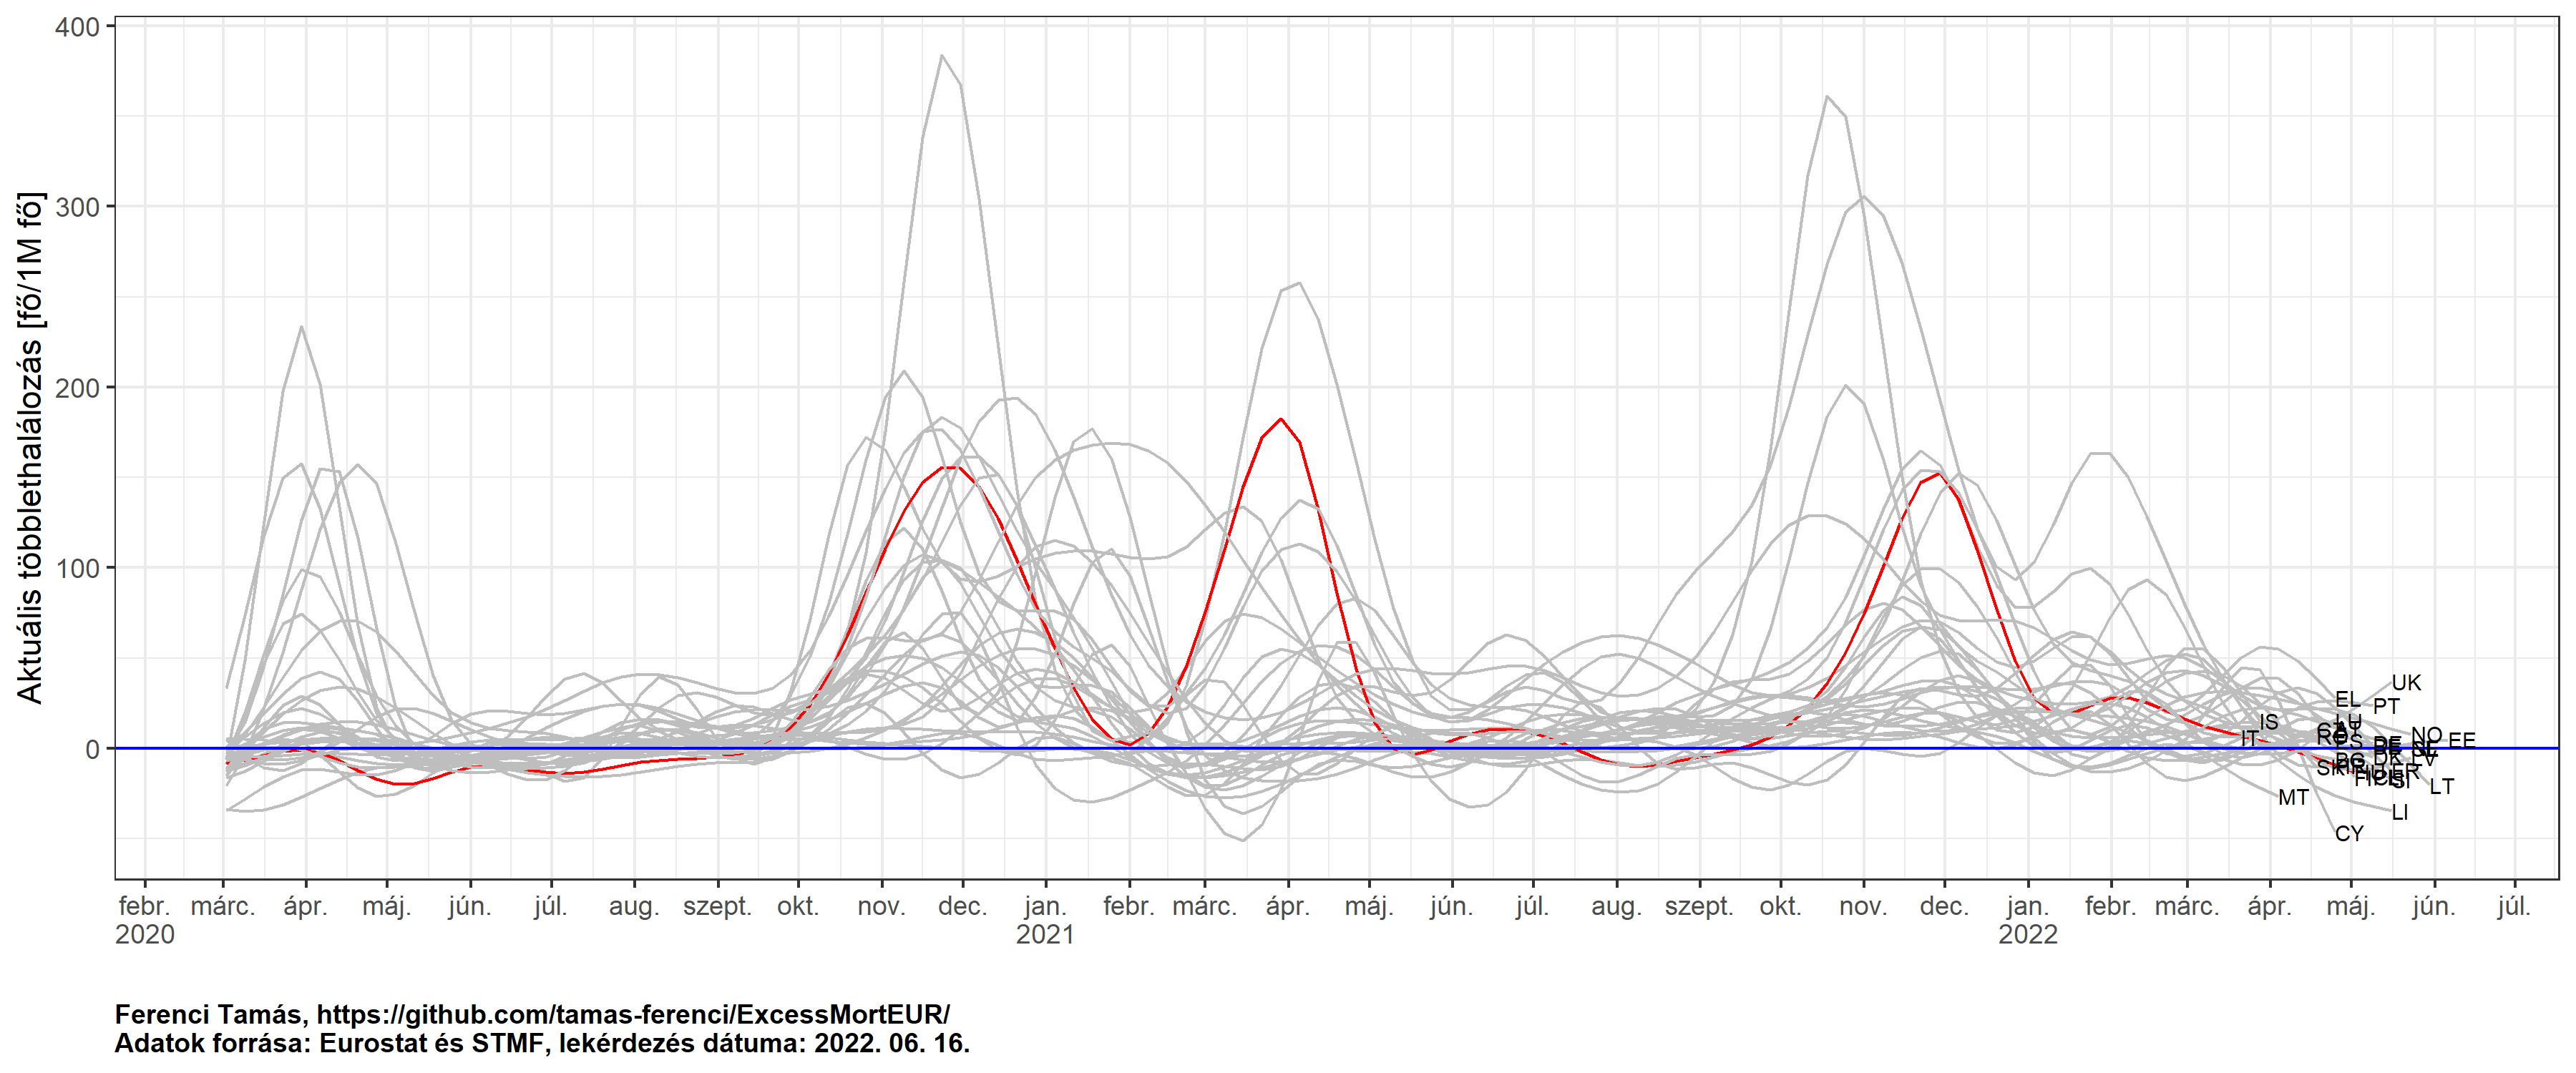 400
300
200
100
0
Aktuális többlethalálozás [fő/1M fő]
UK
EL
PT
IS
LU
NO
IT
EE
ES
DK
LV
MT
LT
LI
CY
febr. márc. ápr. máj. jún. júl. aug. szept. okt. nov. dec. jan. febr. márc. ápr. máj. jún. júl. aug. szept. okt. nov. dec. jan. febr. márc. ápr. máj. jún. júl.
2020 2021 2022
Ferenci Tamás, https://github.com/tamas-ferenci/ExcessMortEUR/
Adatok forrása: Eurostat és STMF, lekérdezés dátuma: 2022. 06. 16.